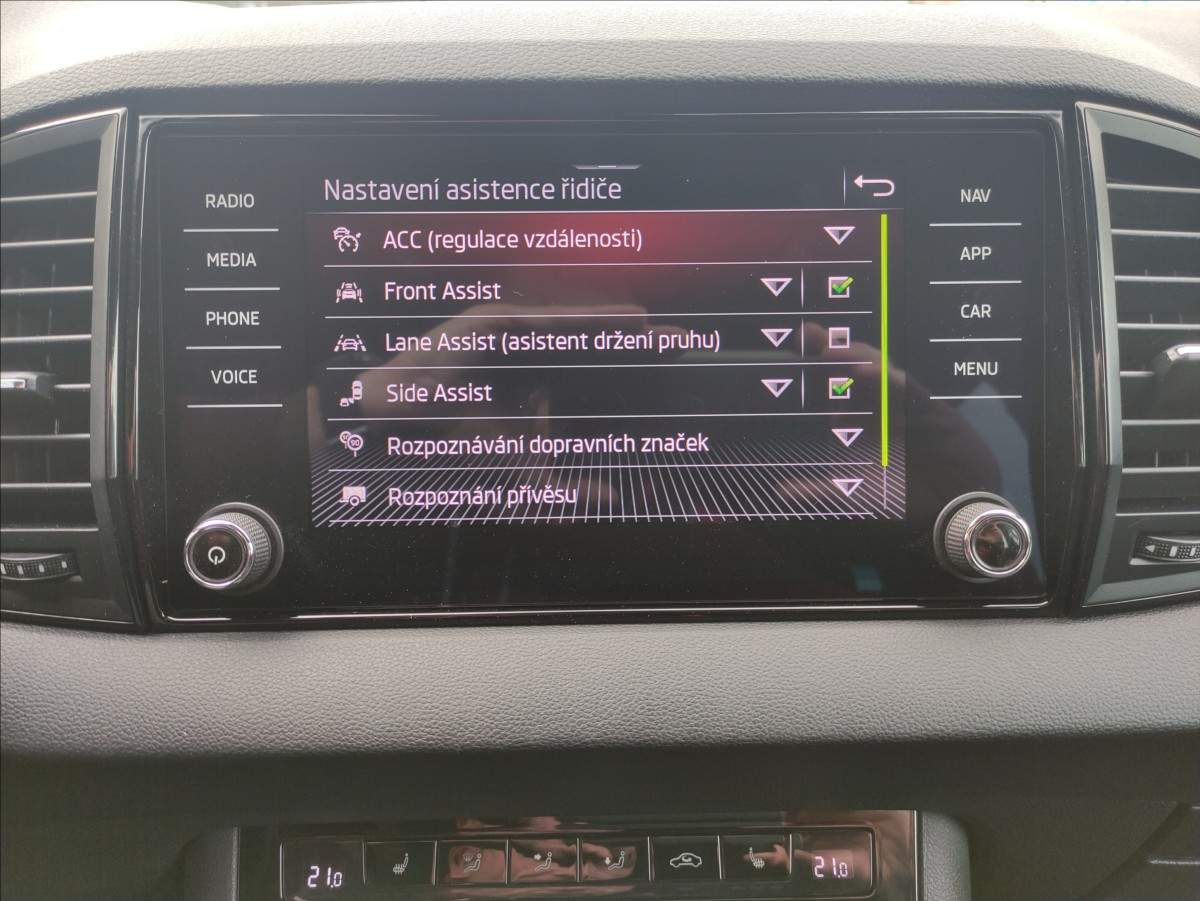 RADIO
MEDIA
PHONE
VOICE
Nastavení asistence řidiče
ACC (regulace vzdálenosti)
Front Assist
Lane Assist (asistent držení pruhu)
Side Assist
Rozpoznávání dopravních značek
Rozpoznání přívěsu
NAV
APP
CAR
MENU
21.0
21.0